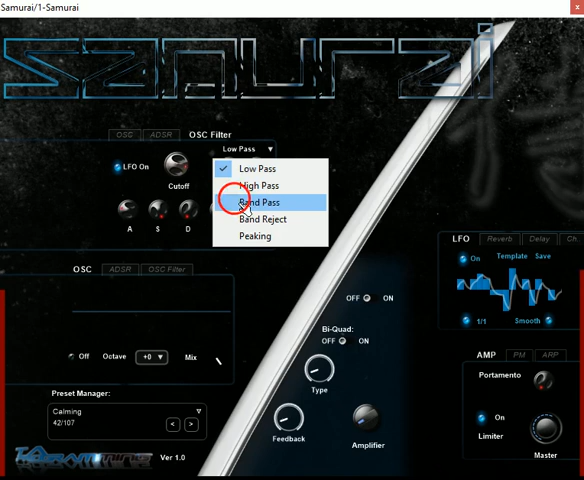 Samurai/1-Samurai
samurai
OSC ADSR OSC Filter
Low Pass ▼
LFO On
Cutoff
✓ Low Pass
High Pass
Band Pass
Band Reject
Peaking
A S D
LFO Reverb Delay Ch.
On Template Save
1/1 Smooth
OSC ADSR OSC Filter
Off Octave +0 ▼ Mix
OFF ON
Bi-Quad:
OFF ON
Type
Feedback
Amplifier
AMP PM ARP
Portamento
On
Limiter
Master
Preset Manager:
Calming
42/107
< >
Ver 1.0